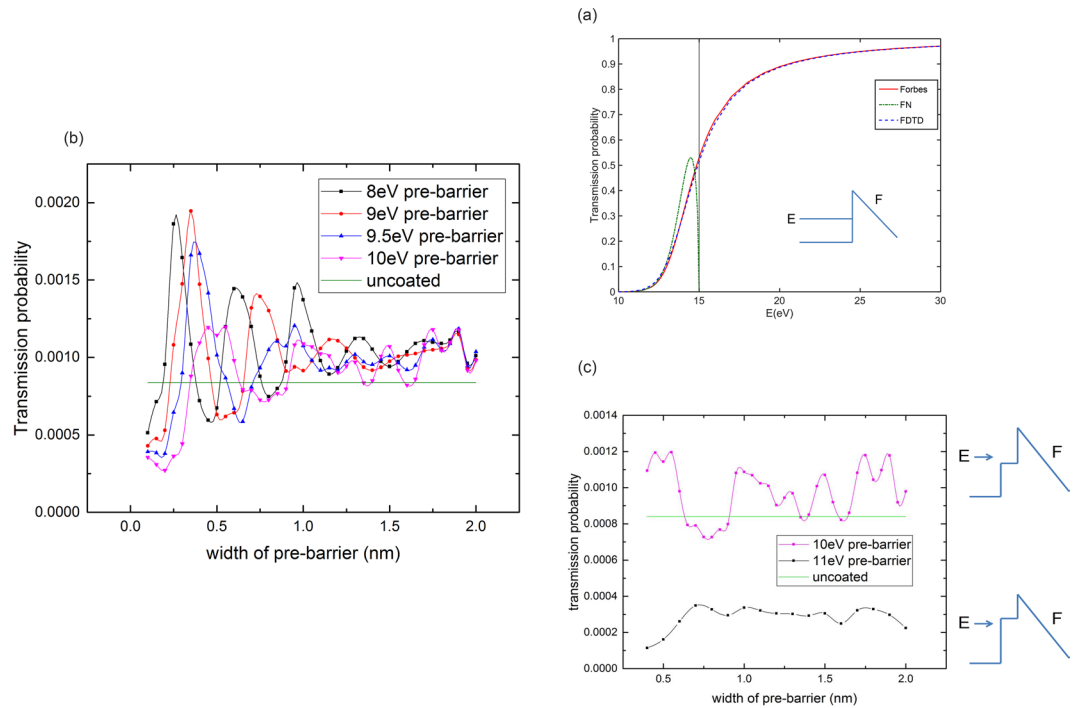 (a)
Transmission probability
1
0.9
0.8
0.7
0.6
0.5
0.4
0.3
0.2
0.1
0
10
15
20
25
30
E(eV)
Forbes
FN
FDTD
E
F
(b)
Transmission probability
0.0020
0.0015
0.0010
0.0005
0.0000
0.0
0.5
1.0
1.5
2.0
width of pre-barrier (nm)
8eV pre-barrier
9eV pre-barrier
9.5eV pre-barrier
10eV pre-barrier
uncoated
(c)
transmission probability
0.0014
0.0012
0.0010
0.0008
0.0006
0.0004
0.0002
0.0000
0.5
1.0
1.5
2.0
width of pre-barrier (nm)
10eV pre-barrier
11eV pre-barrier
uncoated
E
F
E
F